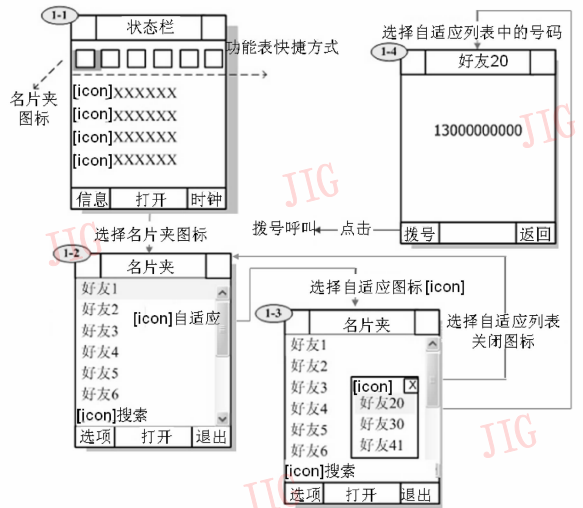 1-1
状态栏
功能表快捷方式
名片夹
图标
[icon]XXXXXX
[icon]XXXXXX
[icon]XXXXXX
[icon]XXXXXX
信息 打开 时钟
选择名片夹图标
选择自适应列表中的号码
1-4
好友20
13000000000
拨号 返回
点击
拨号呼叫
1-2
名片夹
好友1
好友2
好友3
好友4
好友5
好友6
[icon]自适应
[icon]搜索
选项 打开 退出
选择自适应图标[icon]
1-3
名片夹
好友1
好友2
好友3
好友4
好友5
好友6
[icon] X
好友20
好友30
好友41
[icon]搜索
选项 打开 退出
选择自适应列表
关闭图标
JIG
JIG
JIG
JIG
JIG